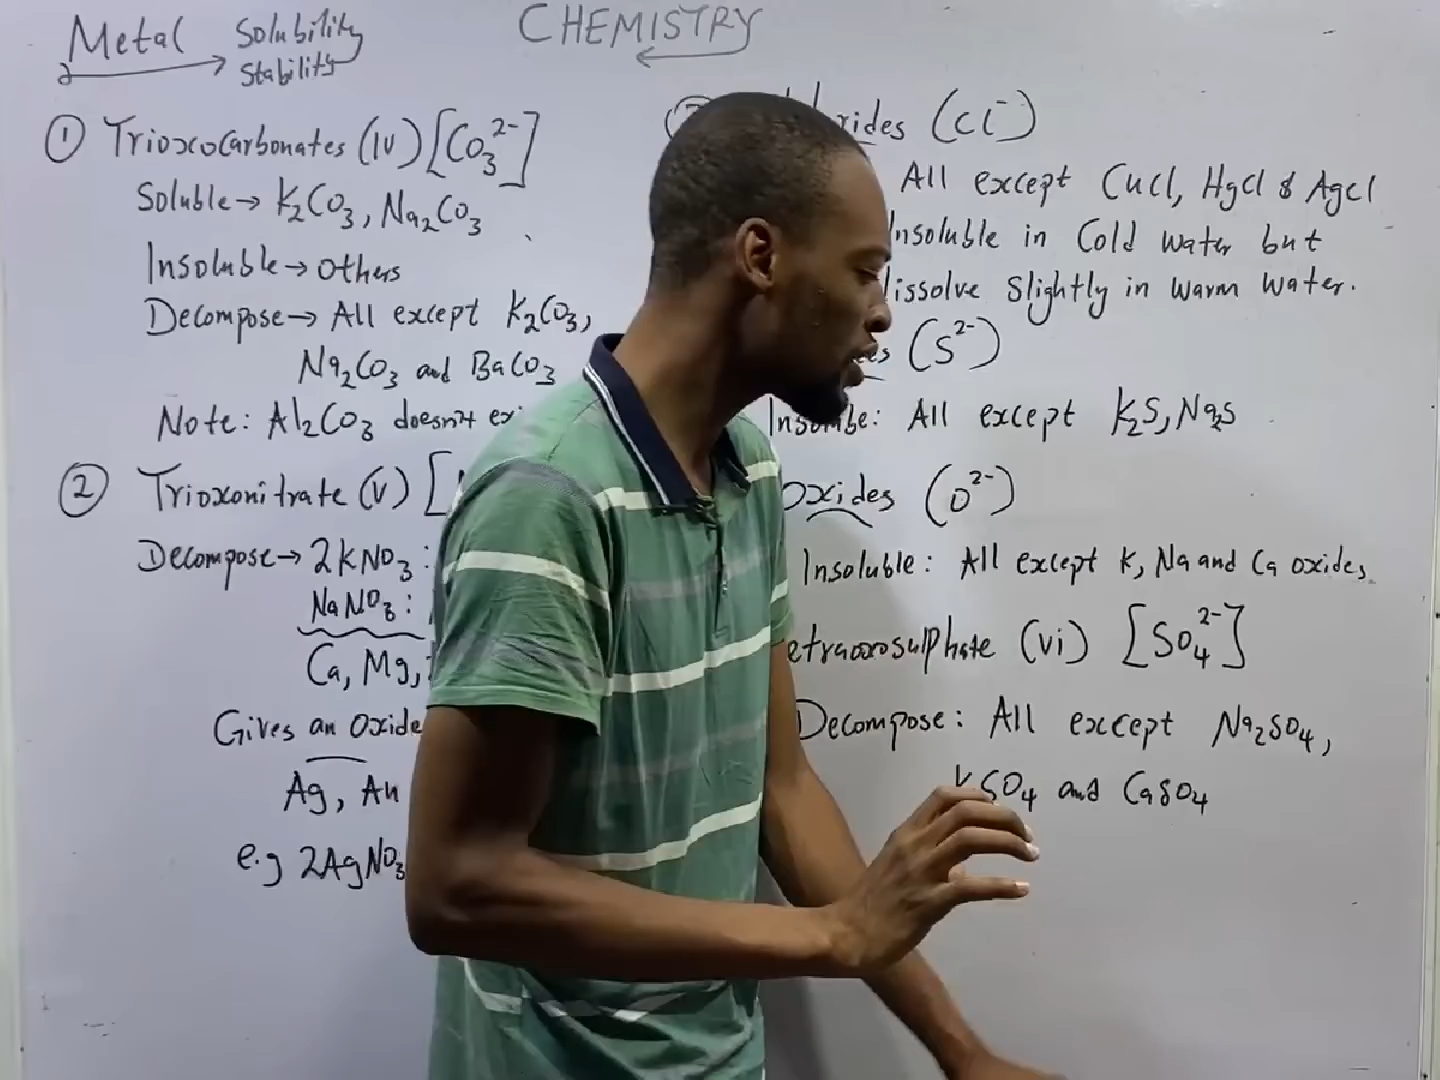 CHEMISTRY
Metal
Solubility
Stability
① Trioxocarbonates (IV) [CO₃²⁻]
Soluble → K₂CO₃, Na₂CO₃
Insoluble → Others
Decompose → All except K₂CO₃,
Na₂CO₃ and BaCO₃
Note: Al₂CO₃ doesn't
② Trioxonitrate (V) [
Decompose → 2KNO₃:
NaNO₃:
Ca, Mg,
Gives an Oxide
Ag, Au
e.g 2AgNO₃
rides (Cl⁻)
All except CuCl, HgCl & AgCl
Insoluble in Cold water but
dissolve slightly in warm water.
(S²⁻)
All except K₂S, Na₂S
Oxides (O²⁻)
Insoluble: All except K, Na and Ca oxides.
etraoxosulphate (vi) [SO₄²⁻]
Decompose: All except Na₂SO₄,
SO₄ and CaSO₄